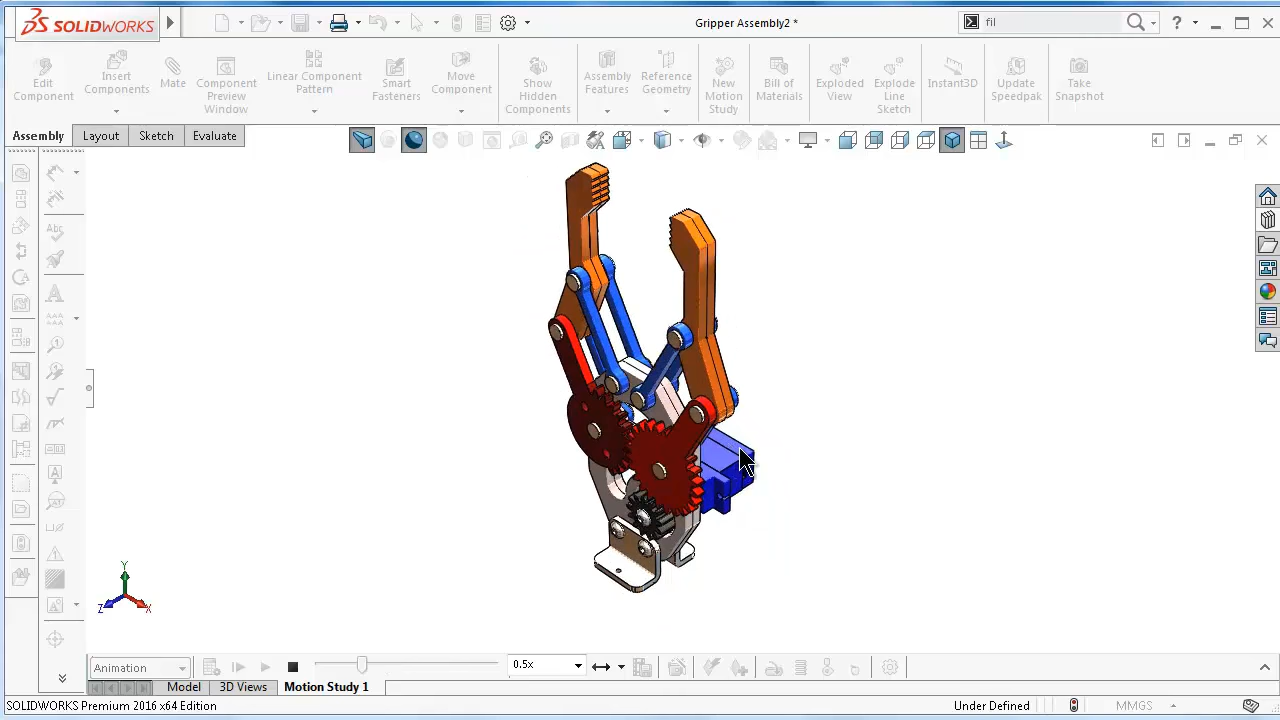 SOLIDWORKS
Gripper Assembly2 *
fil
Edit Component
Insert Components
Mate
Component Preview Window
Linear Component Pattern
Smart Fasteners
Move Component
Show Hidden Components
Assembly Features
Reference Geometry
New Motion Study
Bill of Materials
Exploded View
Explode Line Sketch
Instant3D
Update Speedpak
Take Snapshot
Assembly
Layout
Sketch
Evaluate
Abc
Y
Z
X
Animation
0.5x
Model
3D Views
Motion Study 1
SOLIDWORKS Premium 2016 x64 Edition
Under Defined
MMGS